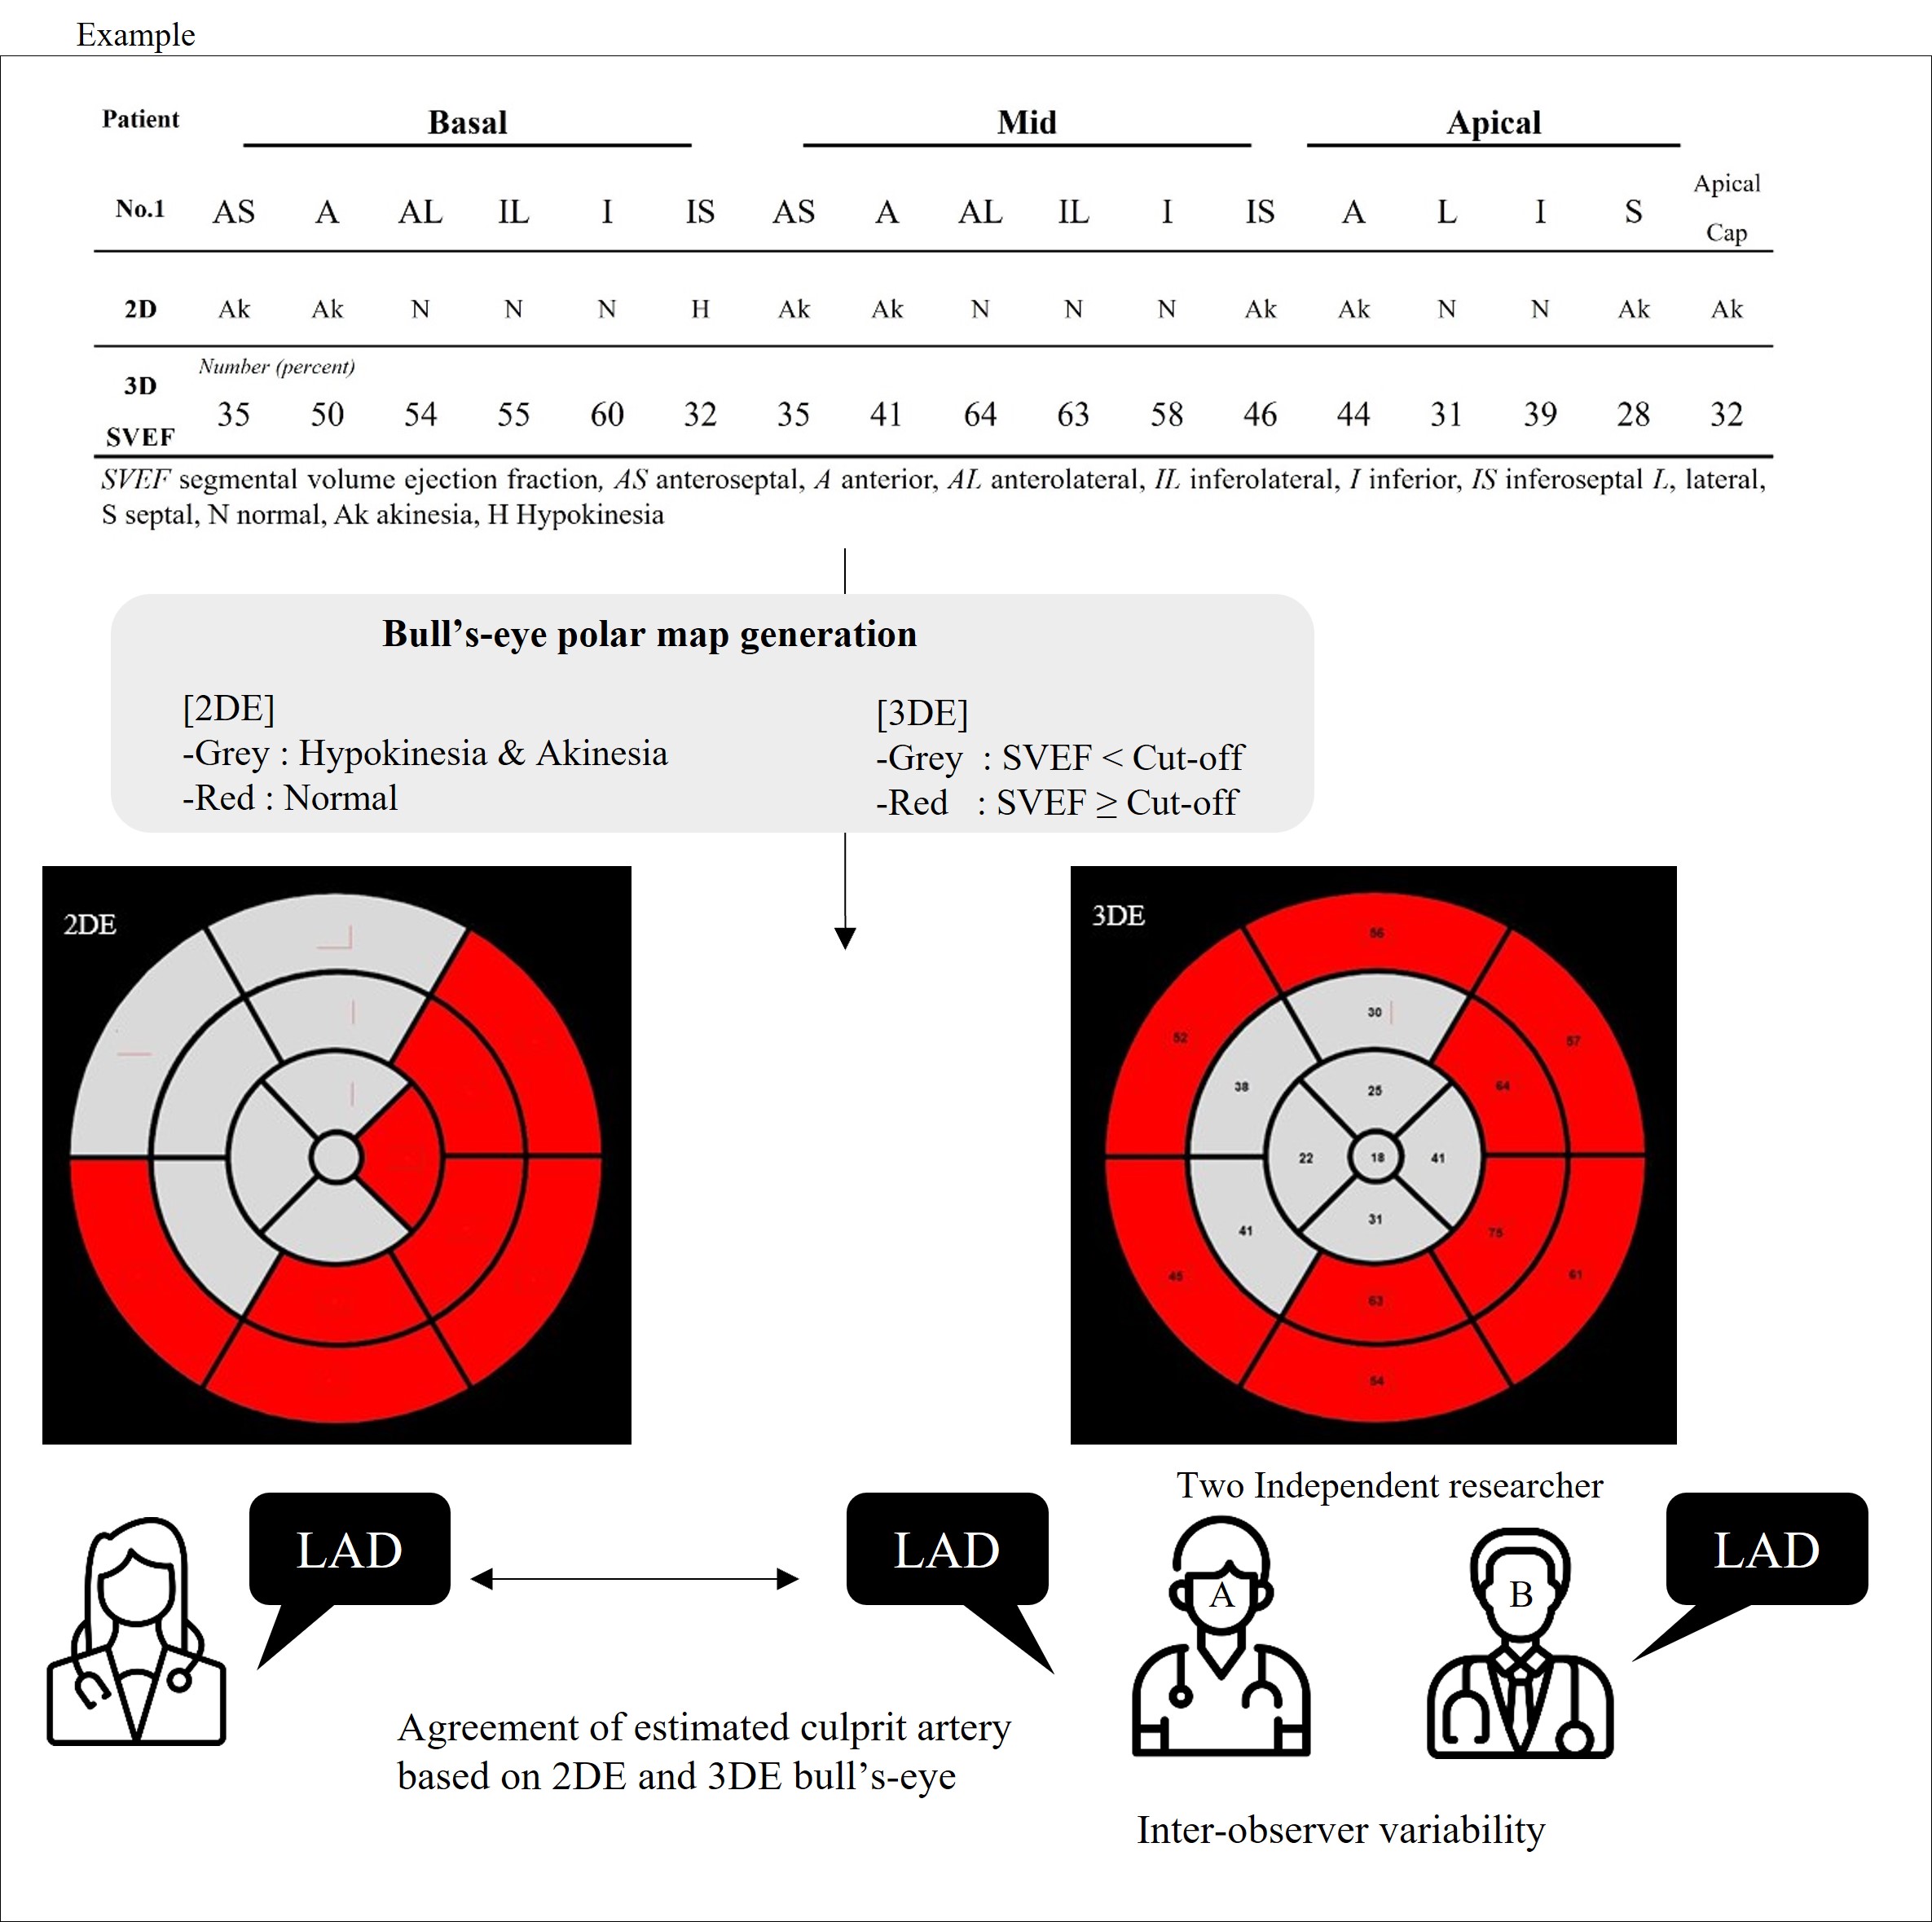 Example
Patient Basal Mid Apical
No.1 AS A AL IL I IS AS A AL IL I IS A L I S Apical Cap
2D Ak Ak N N N H Ak Ak N N N Ak Ak N N Ak Ak
Number (percent)
3D SVEF 35 50 54 55 60 32 35 41 64 63 58 46 44 31 39 28 32
SVEF segmental volume ejection fraction, AS anteroseptal, A anterior, AL anterolateral, IL inferolateral, I inferior, IS inferoseptal L, lateral,
S septal, N normal, Ak akinesia, H Hypokinesia
Bull’s-eye polar map generation
[2DE]
-Grey : Hypokinesia & Akinesia
-Red : Normal
[3DE]
-Grey : SVEF < Cut-off
-Red : SVEF ≥ Cut-off
2DE
3DE
56
52
30
57
38
64
25
22
18
41
41
31
75
45
61
63
54
Two Independent researcher
LAD
LAD
A
B
LAD
Agreement of estimated culprit artery
based on 2DE and 3DE bull’s-eye
Inter-observer variability